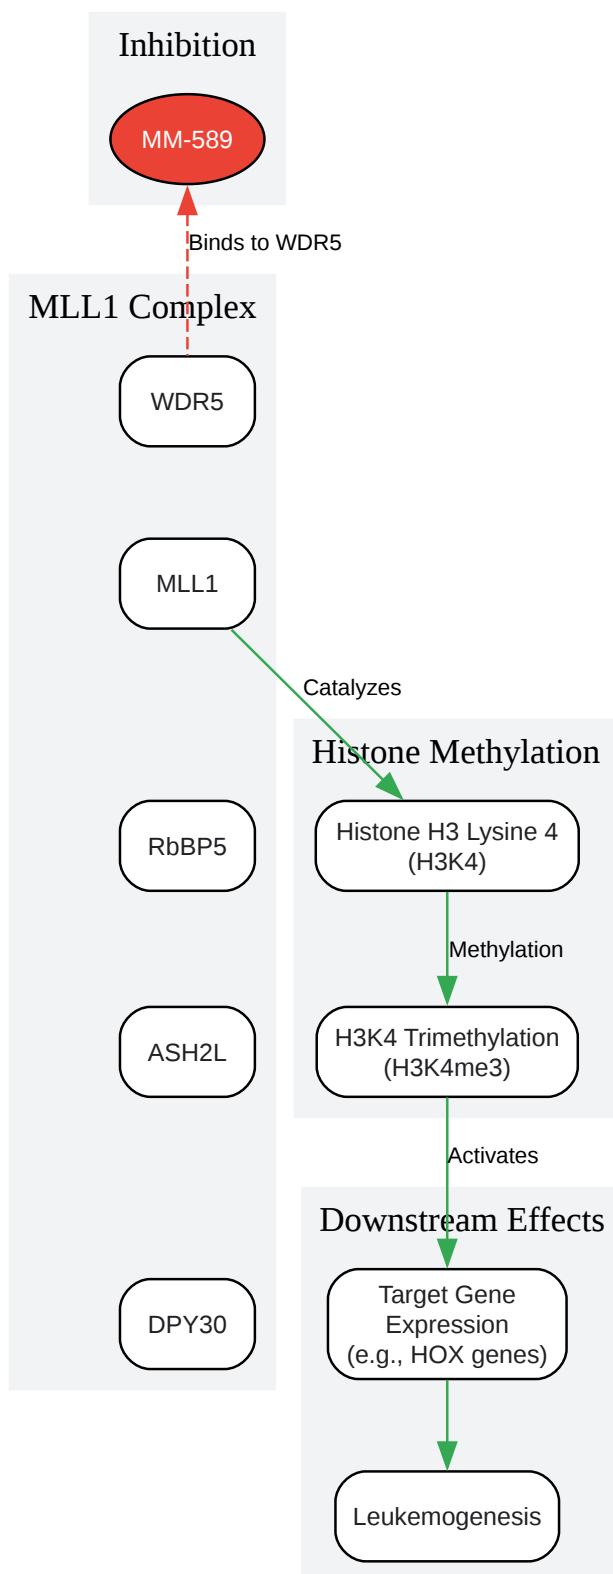 Inhibition
MM-589
Binds to WDR5
MLL1 Complex
WDR5
MLL1
Catalyzes
Histone Methylation
RbBP5
Histone H3 Lysine 4
(H3K4)
Methylation
ASH2L
H3K4 Trimethylation
(H3K4me3)
Activates
Downstream Effects
DPY30
Target Gene
Expression
(e.g., HOX genes)
Leukemogenesis